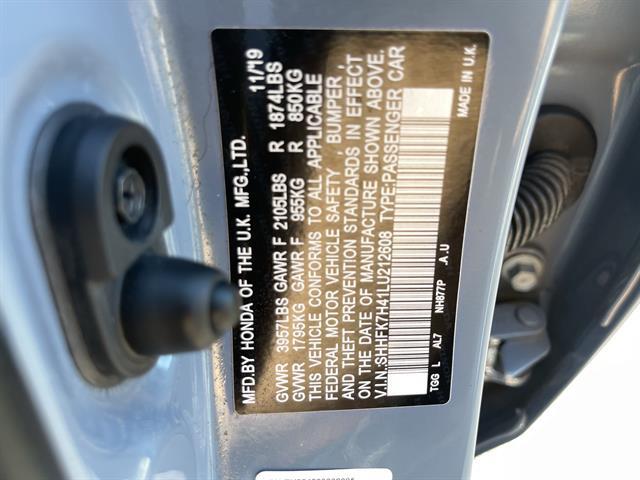 MFD.BY HONDA OF THE U.K. MFG.,LTD. 11/19
GVWR 3957LBS GAWR F 2105LBS R 1874LBS
GVWR 1795KG GAWR F 955KG R 850KG
THIS VEHICLE CONFORMS TO ALL APPLICABLE
FEDERAL MOTOR VEHICLE SAFETY , BUMPER ,
AND THEFT PREVENTION STANDARDS IN EFFECT
ON THE DATE OF MANUFACTURE SHOWN ABOVE.
V.I.N.:SHHFK7H41LU212608 TYPE:PASSENGER CAR
TGG L AL7 NH877P .A .U MADE IN U.K.